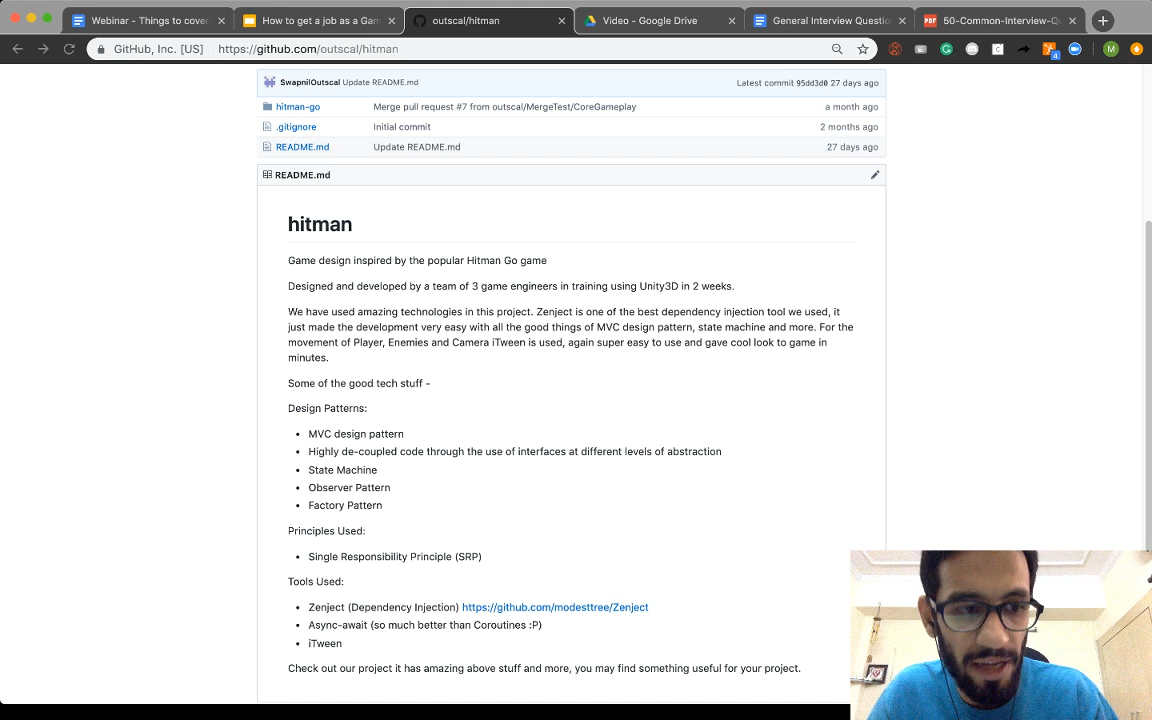 Webinar - Things to cover
How to get a job as a Gam
outscal/hitman
Video - Google Drive
General Interview Questio
50-Common-Interview-Q
GitHub, Inc. [US]
https://github.com/outscal/hitman
4
M
SwapnilOutscal Update README.md
Latest commit 95dd3d0 27 days ago
hitman-go
Merge pull request #7 from outscal/MergeTest/CoreGameplay
a month ago
.gitignore
Initial commit
2 months ago
README.md
Update README.md
27 days ago
README.md
hitman
Game design inspired by the popular Hitman Go game
Designed and developed by a team of 3 game engineers in training using Unity3D in 2 weeks.
We have used amazing technologies in this project. Zenject is one of the best dependency injection tool we used, it
just made the development very easy with all the good things of MVC design pattern, state machine and more. For the
movement of Player, Enemies and Camera iTween is used, again super easy to use and gave cool look to game in
minutes.
Some of the good tech stuff -
Design Patterns:
• MVC design pattern
• Highly de-coupled code through the use of interfaces at different levels of abstraction
• State Machine
• Observer Pattern
• Factory Pattern
Principles Used:
• Single Responsibility Principle (SRP)
Tools Used:
• Zenject (Dependency Injection) https://github.com/modesttree/Zenject
• Async-await (so much better than Coroutines :P)
• iTween
Check out our project it has amazing above stuff and more, you may find something useful for your project.